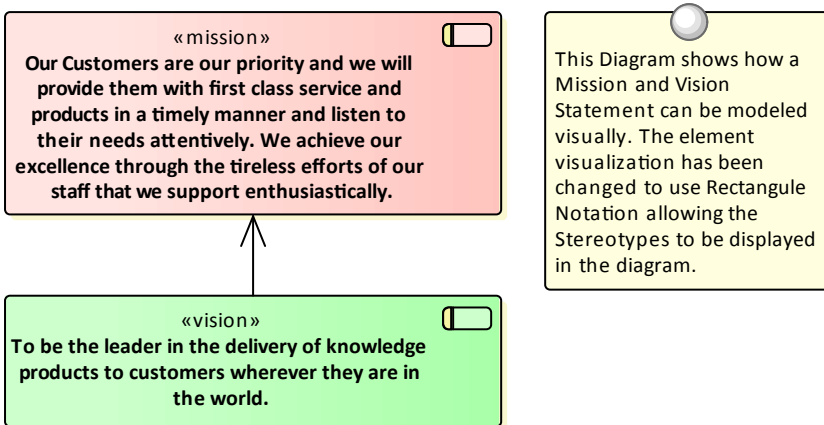 «mission»
Our Customers are our priority and we will
provide them with first class service and
products in a timely manner and listen to
their needs attentively. We achieve our
excellence through the tireless efforts of our
staff that we support enthusiastically.
«vision»
To be the leader in the delivery of knowledge
products to customers wherever they are in
the world.
This Diagram shows how a
Mission and Vision
Statement can be modeled
visually. The element
visualization has been
changed to use Rectangule
Notation allowing the
Stereotypes to be displayed
in the diagram.